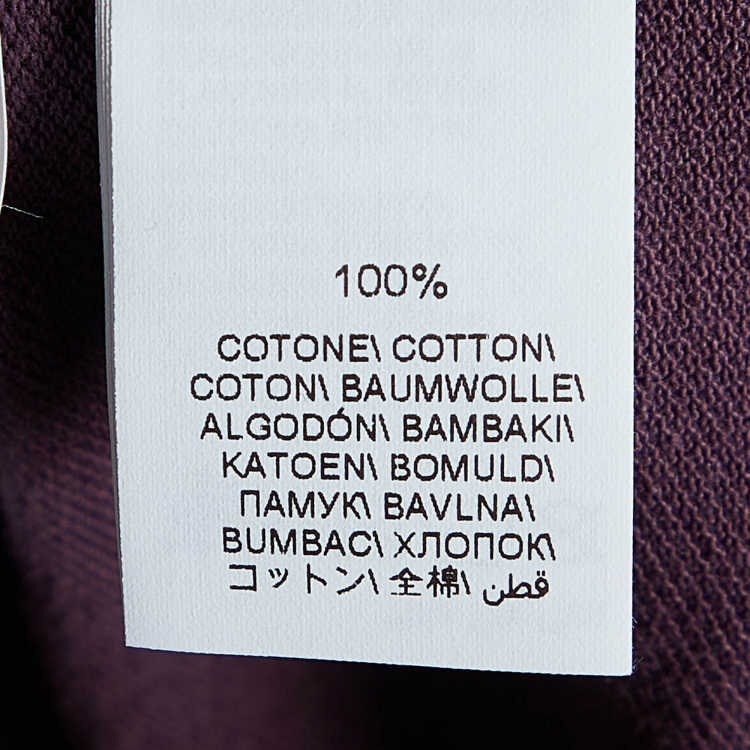 100%
COTONE\ COTTON\
COTON\ BAUMWOLLE\
ALGODÓN\ BAMBAKI\
KATOEN\ BOMULD\
ПАМУК\ BAVLNA\
BUMBAC\ ХЛОПОК\
コットン\ 全棉\ قطن